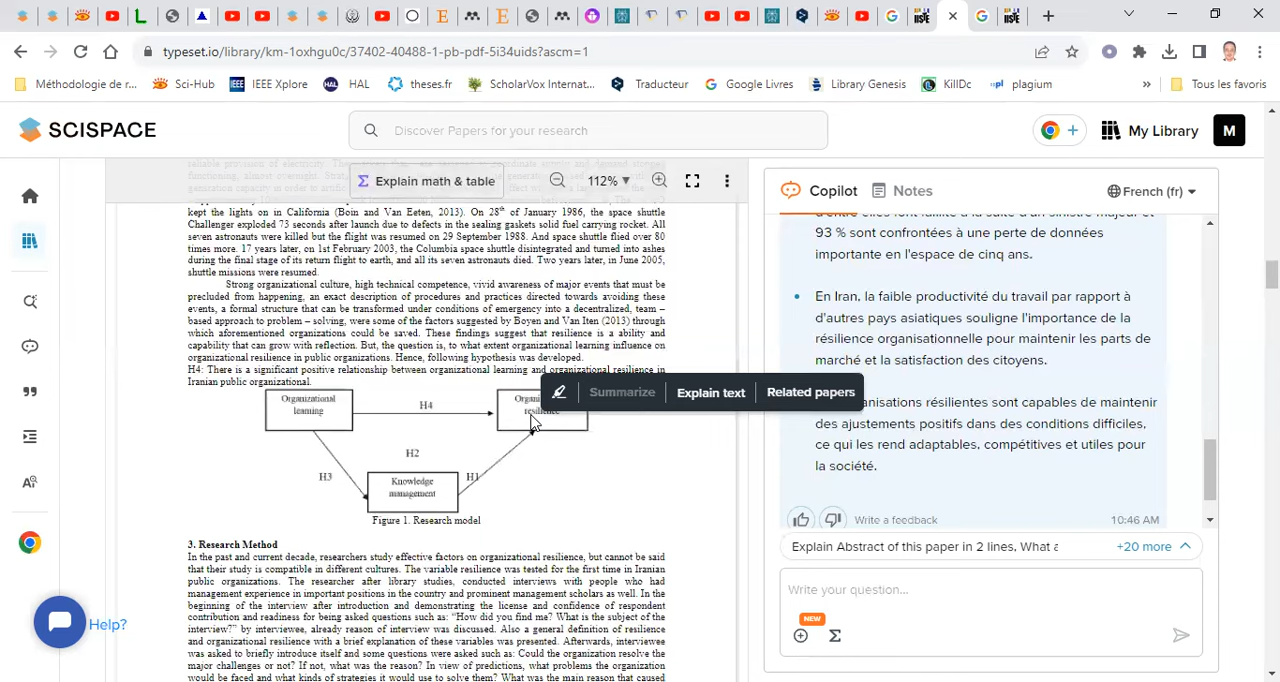 typeset.io/library/km-1oxhgu0c/37402-40488-1-pb-pdf-5i34uids?ascm=1
Méthodologie de r... Sci-Hub IEEE Xplore HAL theses.fr ScholarVox Internat... Traducteur Google Livres Library Genesis KillDc plagium » Tous les favoris
SCISPACE
Discover Papers for your research
My Library
M
Explain math & table
112%
kept the lights on in California (Boin and Van Eeten, 2013). On 28th of January 1986, the space shuttle
Challenger exploded 73 seconds after launch due to defects in the sealing gaskets solid fuel carrying rocket. All
seven astronauts were killed but the flight was resumed on 29 September 1988. And space shuttle flied over 80
times more. 17 years later, on 1st February 2003, the Columbia space shuttle disintegrated and turned into ashes
during the final stage of its return flight to earth, and all its seven astronauts died. Two years later, in June 2005,
shuttle missions were resumed.
Strong organizational culture, high technical competence, vivid awareness of major events that must be
precluded from happening, an exact description of procedures and practices directed towards avoiding these
events, a formal structure that can be transformed under conditions of emergency into a decentralized, team –
based approach to problem – solving, were some of the factors suggested by Boyen and Van Iten (2013) through
which aforementioned organizations could be saved. These findings suggest that resilience is a ability and
capability that can grow with reflection. But, the question is, to what extent organizational learning influence on
organizational resilience in public organizations. Hence, following hypothesis was developed.
H4: There is a significant positive relationship between organizational learning and organizational resilience in
Iranian public organizational.
Summarize Explain text Related papers
Organizational
learning
H4
resilience
H2
H3
H1
Knowledge
management
Figure 1. Research model
3. Research Method
In the past and current decade, researchers study effective factors on organizational resilience, but cannot be said
that their study is compatible in different cultures. The variable resilience was tested for the first time in Iranian
public organizations. The researcher after library studies, conducted interviews with people who had
management experience in important positions in the country and prominent management scholars as well. In the
beginning of the interview after introduction and demonstrating the license and confidence of respondent
contribution and readiness for being asked questions such as: “How did you find me? What is the subject of the
interview?” by interviewee, already reason of interview was discussed. Also a general definition of resilience
and organizational resilience with a brief explanation of these variables was presented. Afterwards, interviewee
was asked to briefly introduce itself and some questions were asked such as: Could the organization resolve the
major challenges or not? If not, what was the reason? In view of predictions, what problems the organization
would be faced and what kinds of strategies it would use to solve them? What was the main reason that caused
Copilot Notes French (fr)
d'entre elles font faillite à la suite d'un sinistre majeur et
93 % sont confrontées à une perte de données
importante en l'espace de cinq ans.
• En Iran, la faible productivité du travail par rapport à
d'autres pays asiatiques souligne l'importance de la
résilience organisationnelle pour maintenir les parts de
marché et la satisfaction des citoyens.
sont capables de maintenir
des ajustements positifs dans des conditions difficiles,
ce qui les rend adaptables, compétitives et utiles pour
la société.
Write a feedback 10:46 AM
Explain Abstract of this paper in 2 lines, What a +20 more
Write your question...
NEW
Help?